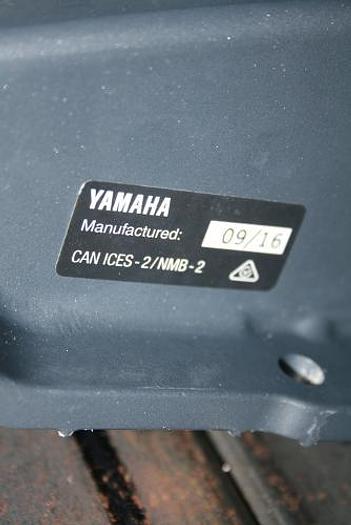 YAMAHA
Manufactured: 09/16
CAN ICES-2/NMB-2